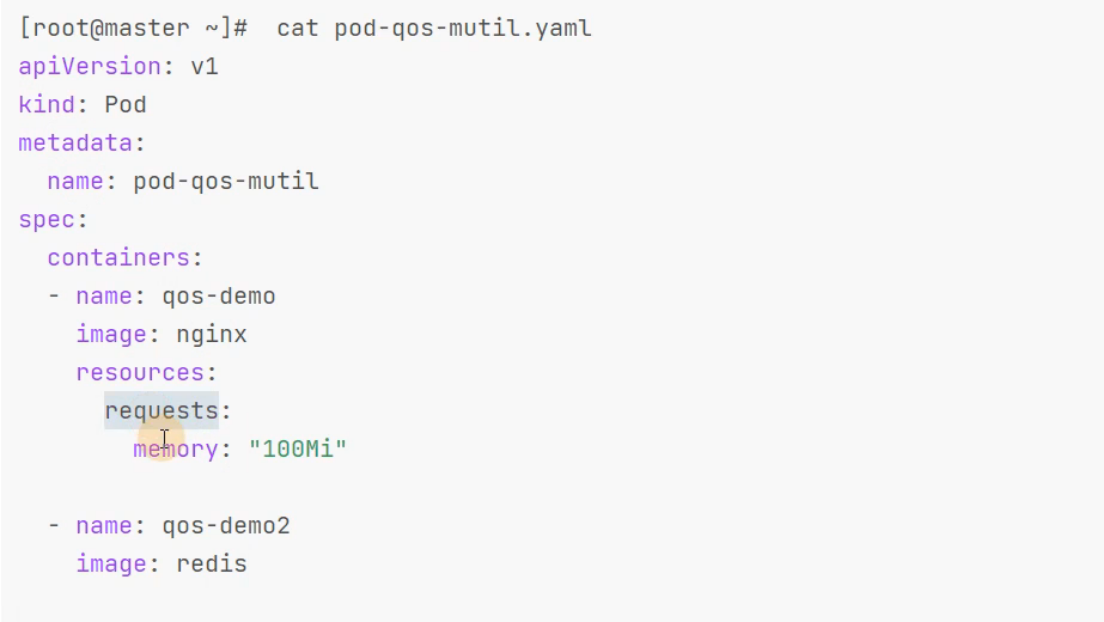 [root@master ~]#  cat pod-qos-mutil.yaml
apiVersion: v1
kind: Pod
metadata:
  name: pod-qos-mutil
spec:
  containers:
  - name: qos-demo
    image: nginx
    resources:
      requests:
        memory: "100Mi"

  - name: qos-demo2
    image: redis